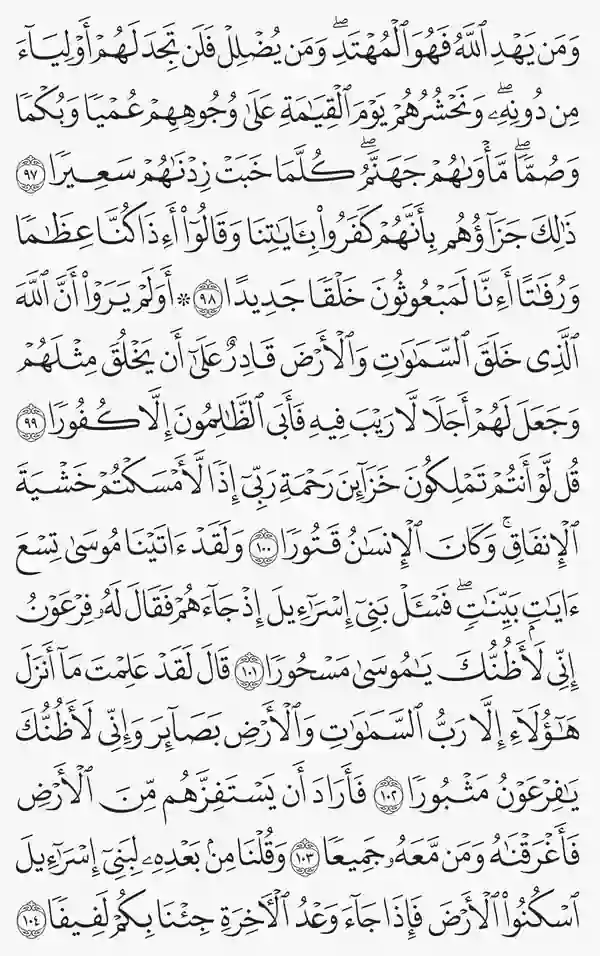 وَمَن يَهْدِ ٱللَّهُ فَهُوَ ٱلْمُهْتَدِۖ وَمَن يُضْلِلْ فَلَن تَجِدَ لَهُمْ أَوْلِيَآءَ
مِن دُونِهِۦۖ وَنَحْشُرُهُمْ يَوْمَ ٱلْقِيَٰمَةِ عَلَىٰ وُجُوهِهِمْ عُمْيًا وَبُكْمًا
وَصُمًّاۖ مَّأْوَىٰهُمْ جَهَنَّمُۖ كُلَّمَا خَبَتْ زِدْنَٰهُمْ سَعِيرًا ٩٧
ذَٰلِكَ جَزَآؤُهُم بِأَنَّهُمْ كَفَرُوا۟ بِـَٔايَٰتِنَا وَقَالُوٓا۟ أَءِذَا كُنَّا عِظَٰمًا
وَرُفَٰتًا أَءِنَّا لَمَبْعُوثُونَ خَلْقًا جَدِيدًا ٩٨ * أَوَلَمْ يَرَوْا۟ أَنَّ ٱللَّهَ
ٱلَّذِى خَلَقَ ٱلسَّمَٰوَٰتِ وَٱلْأَرْضَ قَادِرٌ عَلَىٰٓ أَن يَخْلُقَ مِثْلَهُمْ
وَجَعَلَ لَهُمْ أَجَلًا لَّا رَيْبَ فِيهِ فَأَبَى ٱلظَّٰلِمُونَ إِلَّا كُفُورًا ٩٩
قُل لَّوْ أَنتُمْ تَمْلِكُونَ خَزَآئِنَ رَحْمَةِ رَبِّىٓ إِذًا لَّأَمْسَكْتُمْ خَشْيَةَ
ٱلْإِنفَاقِۚ وَكَانَ ٱلْإِنسَٰنُ قَتُورًا ١٠٠ وَلَقَدْ ءَاتَيْنَا مُوسَىٰ تِسْعَ
ءَايَٰتٍۭ بَيِّنَٰتٍۖ فَسْـَٔلْ بَنِىٓ إِسْرَٰٓءِيلَ إِذْ جَآءَهُمْ فَقَالَ لَهُۥ فِرْعَوْنُ
إِنِّى لَأَظُنُّكَ يَٰمُوسَىٰ مَسْحُورًا ١٠١ قَالَ لَقَدْ عَلِمْتَ مَآ أَنزَلَ
هَٰٓؤُلَآءِ إِلَّا رَبُّ ٱلسَّمَٰوَٰتِ وَٱلْأَرْضِ بَصَآئِرَ وَإِنِّى لَأَظُنُّكَ
يَٰفِرْعَوْنُ مَثْبُورًا ١٠٢ فَأَرَادَ أَن يَسْتَفِزَّهُم مِّنَ ٱلْأَرْضِ
فَأَغْرَقْنَٰهُ وَمَن مَّعَهُۥ جَمِيعًا ١٠٣ وَقُلْنَا مِنۢ بَعْدِهِۦ لِبَنِىٓ إِسْرَٰٓءِيلَ
ٱسْكُنُوا۟ ٱلْأَرْضَ فَإِذَا جَآءَ وَعْدُ ٱلْـَٔاخِرَةِ جِئْنَا بِكُمْ لَفِيفًا ١٠٤